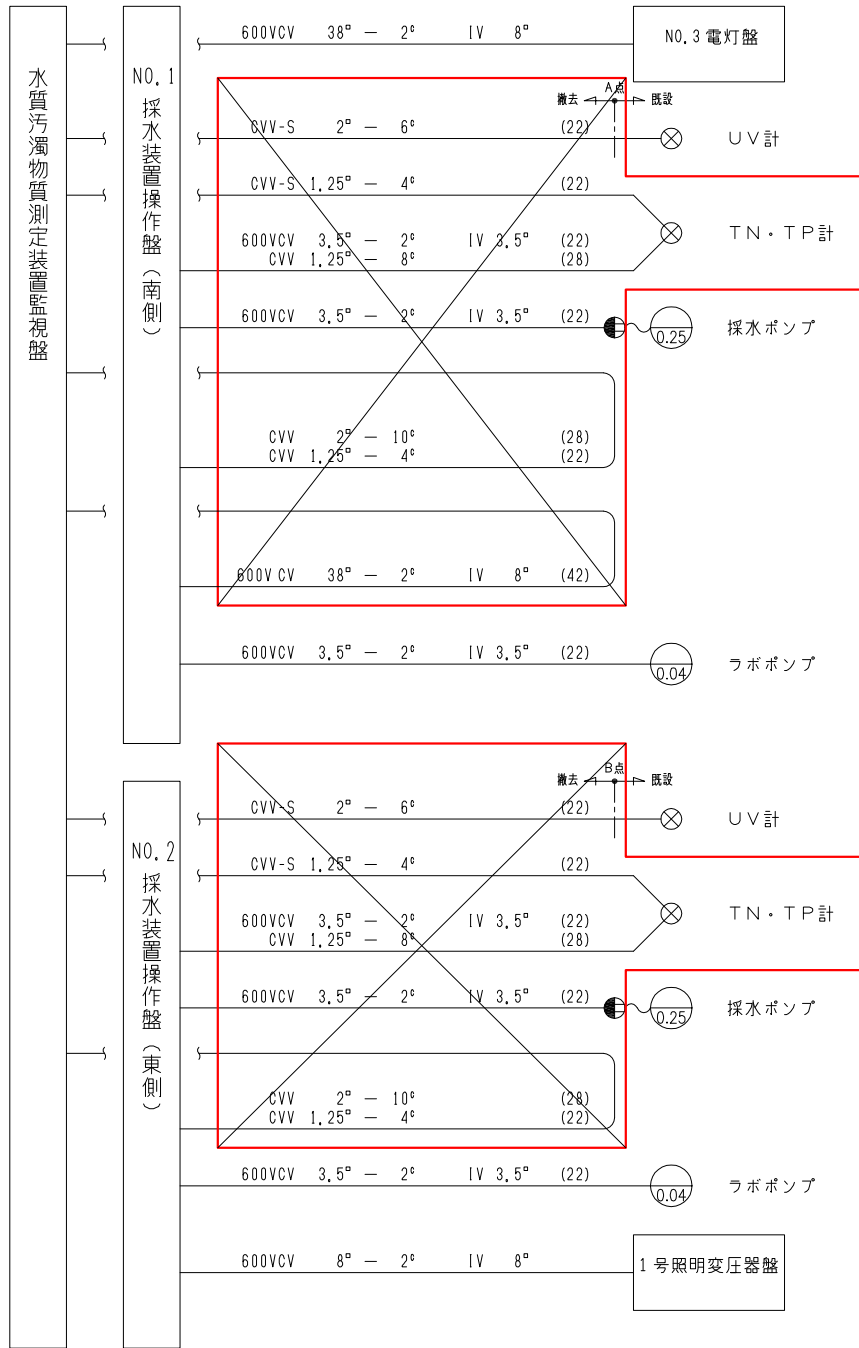 水質汚濁物質測定装置監視盤
NO.1 採水装置操作盤（南側）
600VCV 38□ － 2c IV 8□
NO.3 電灯盤
A点
撤去 既設
CVV-S 2□ － 6c (22)
UV計
CVV-S 1.25□ － 4c (22)
TN・TP計
600VCV 3.5□ － 2c IV 3.5□ (22)
CVV 1.25□ － 8c (28)
600VCV 3.5□ － 2c IV 3.5□ (22)
0.25
採水ポンプ
CVV 2□ － 10c (28)
CVV 1.25□ － 4c (22)
600V CV 38□ － 2c IV 8□ (42)
600VCV 3.5□ － 2c IV 3.5□ (22)
0.04
ラボポンプ
NO.2 採水装置操作盤（東側）
B点
撤去 既設
CVV-S 2□ － 6c (22)
UV計
CVV-S 1.25□ － 4c (22)
TN・TP計
600VCV 3.5□ － 2c IV 3.5□ (22)
CVV 1.25□ － 8c (28)
600VCV 3.5□ － 2c IV 3.5□ (22)
0.25
採水ポンプ
CVV 2□ － 10c (28)
CVV 1.25□ － 4c (22)
600VCV 3.5□ － 2c IV 3.5□ (22)
0.04
ラボポンプ
600VCV 8□ － 2c IV 8□
1号照明変圧器盤